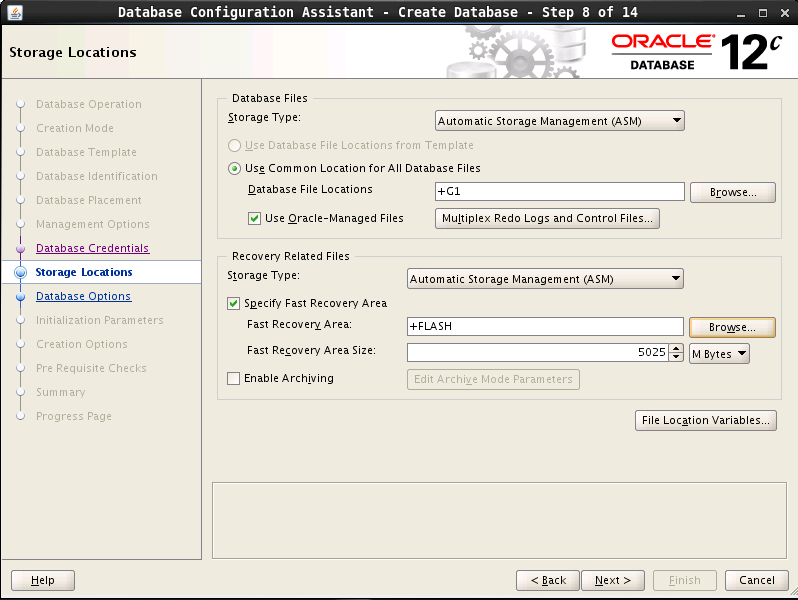 Database Configuration Assistant - Create Database - Step 8 of 14
Storage Locations
ORACLE
DATABASE
12c
Database Operation
Creation Mode
Database Template
Database Identification
Database Placement
Management Options
Database Credentials
Storage Locations
Database Options
Initialization Parameters
Creation Options
Pre Requisite Checks
Summary
Progress Page
Database Files
Storage Type: Automatic Storage Management (ASM)
Use Database File Locations from Template
Use Common Location for All Database Files
Database File Locations +G1 Browse...
Use Oracle-Managed Files Multiplex Redo Logs and Control Files...
Recovery Related Files
Storage Type: Automatic Storage Management (ASM)
Specify Fast Recovery Area
Fast Recovery Area: +FLASH Browse...
Fast Recovery Area Size: 5025 M Bytes
Enable Archiving Edit Archive Mode Parameters
File Location Variables...
Help < Back Next > Finish Cancel